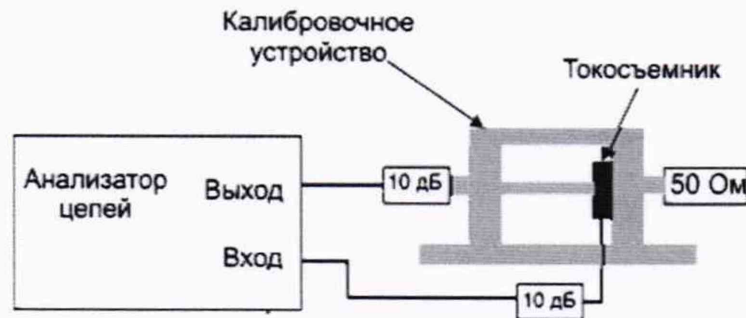 Калибровочное
устройство
Токосъемник
Анализатор
цепей
Выход
10 дБ
50 Ом
Вход
10 дБ